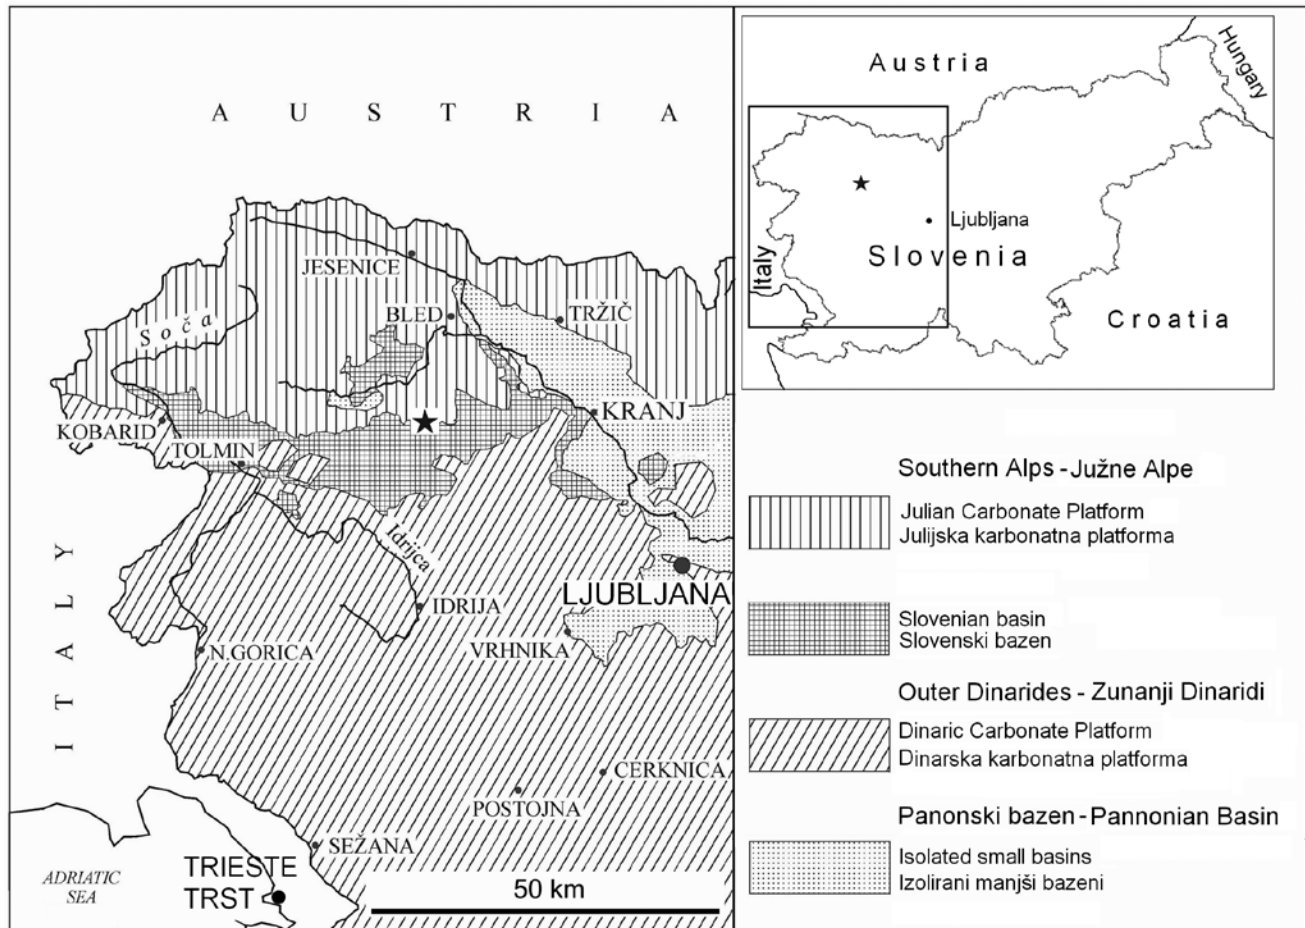 AUSTRIA
JESENICE
BLED
TRŽIČ
Soča
KRANJ
KOBARID
TOLMIN
Idrijca
LJUBLJANA
IDRIJA
VRHNIKA
N.GORICA
ITALY
CERKNICA
POSTOJNA
SEŽANA
TRIESTE
TRST
ADRIATIC
SEA
50 km
Austria
Hungary
Ljubljana
Slovenia
Italy
Croatia
Southern Alps - Južne Alpe
Julian Carbonate Platform
Julijska karbonatna platforma
Slovenian basin
Slovenski bazen
Outer Dinarides - Zunanji Dinaridi
Dinaric Carbonate Platform
Dinarska karbonatna platforma
Panonski bazen - Pannonian Basin
Isolated small basins
Izolirani manjši bazeni